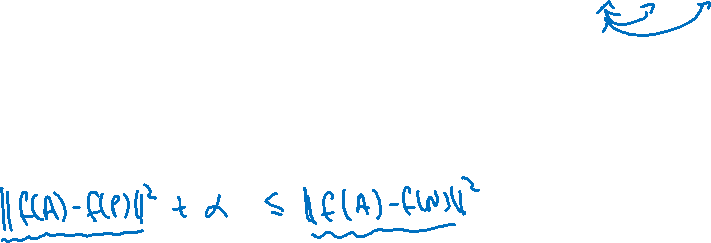 ||f(A)-f(P)||² + α ≤ ||f(A)-f(N)||²